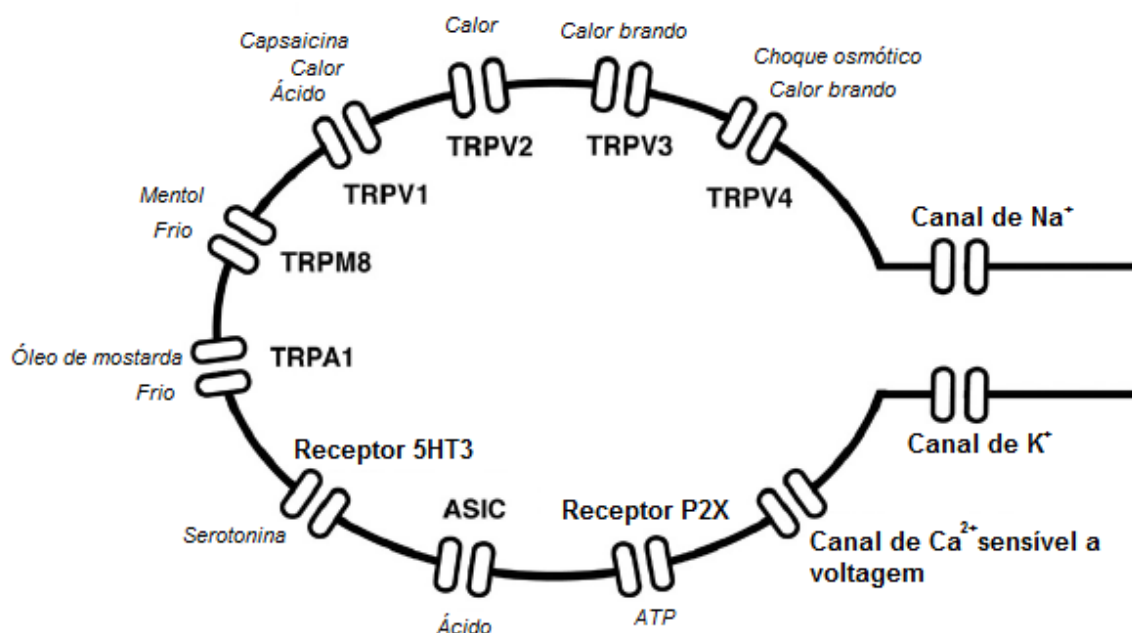 Capsaicina
Calor
Ácido
Calor
Calor brando
Choque osmótico
Calor brando
TRPV2
TRPV3
TRPV1
TRPV4
Mentol
Frio
TRPM8
Canal de Na⁺
Óleo de mostarda
Frio
TRPA1
Canal de K⁺
Receptor 5HT3
Serotonina
ASIC
Ácido
Receptor P2X
ATP
Canal de Ca²⁺sensível a
voltagem